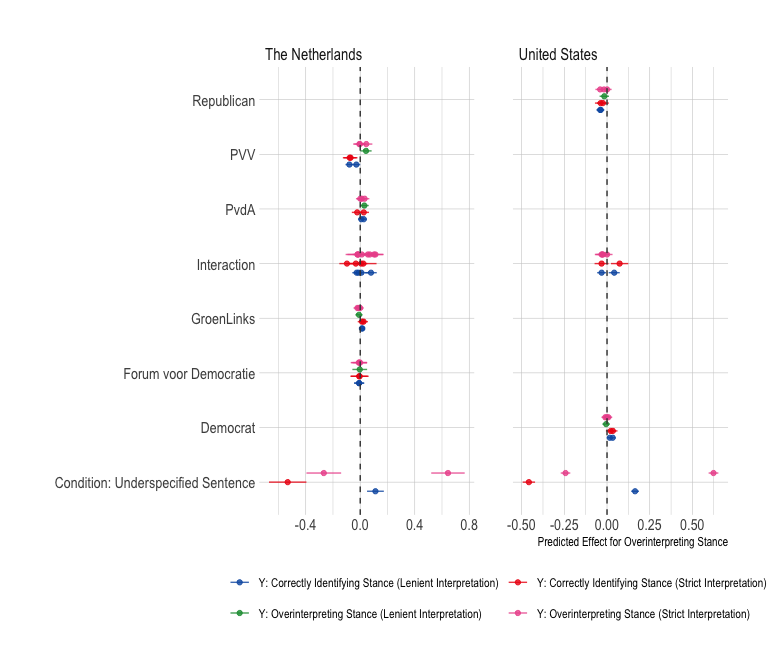 The Netherlands
United States
Republican
PVV
PvdA
Interaction
GroenLinks
Forum voor Democratie
Democrat
Condition: Underspecified Sentence
-0.4 0.0 0.4 0.8
-0.50 -0.25 0.00 0.25 0.50
Predicted Effect for Overinterpreting Stance
Y: Correctly Identifying Stance (Lenient Interpretation) Y: Correctly Identifying Stance (Strict Interpretation)
Y: Overinterpreting Stance (Lenient Interpretation) Y: Overinterpreting Stance (Strict Interpretation)